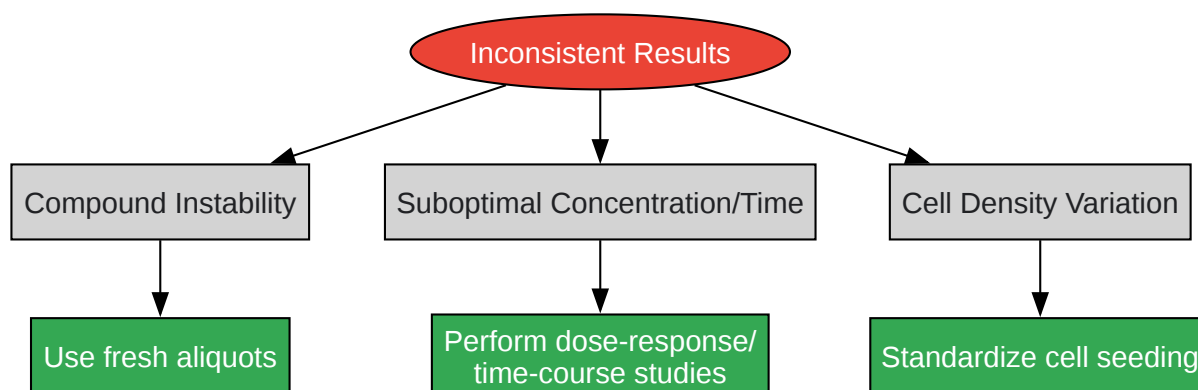 Inconsistent Results
Compound Instability
Suboptimal Concentration/Time
Cell Density Variation
Use fresh aliquots
Perform dose-response/
time-course studies
Standardize cell seeding